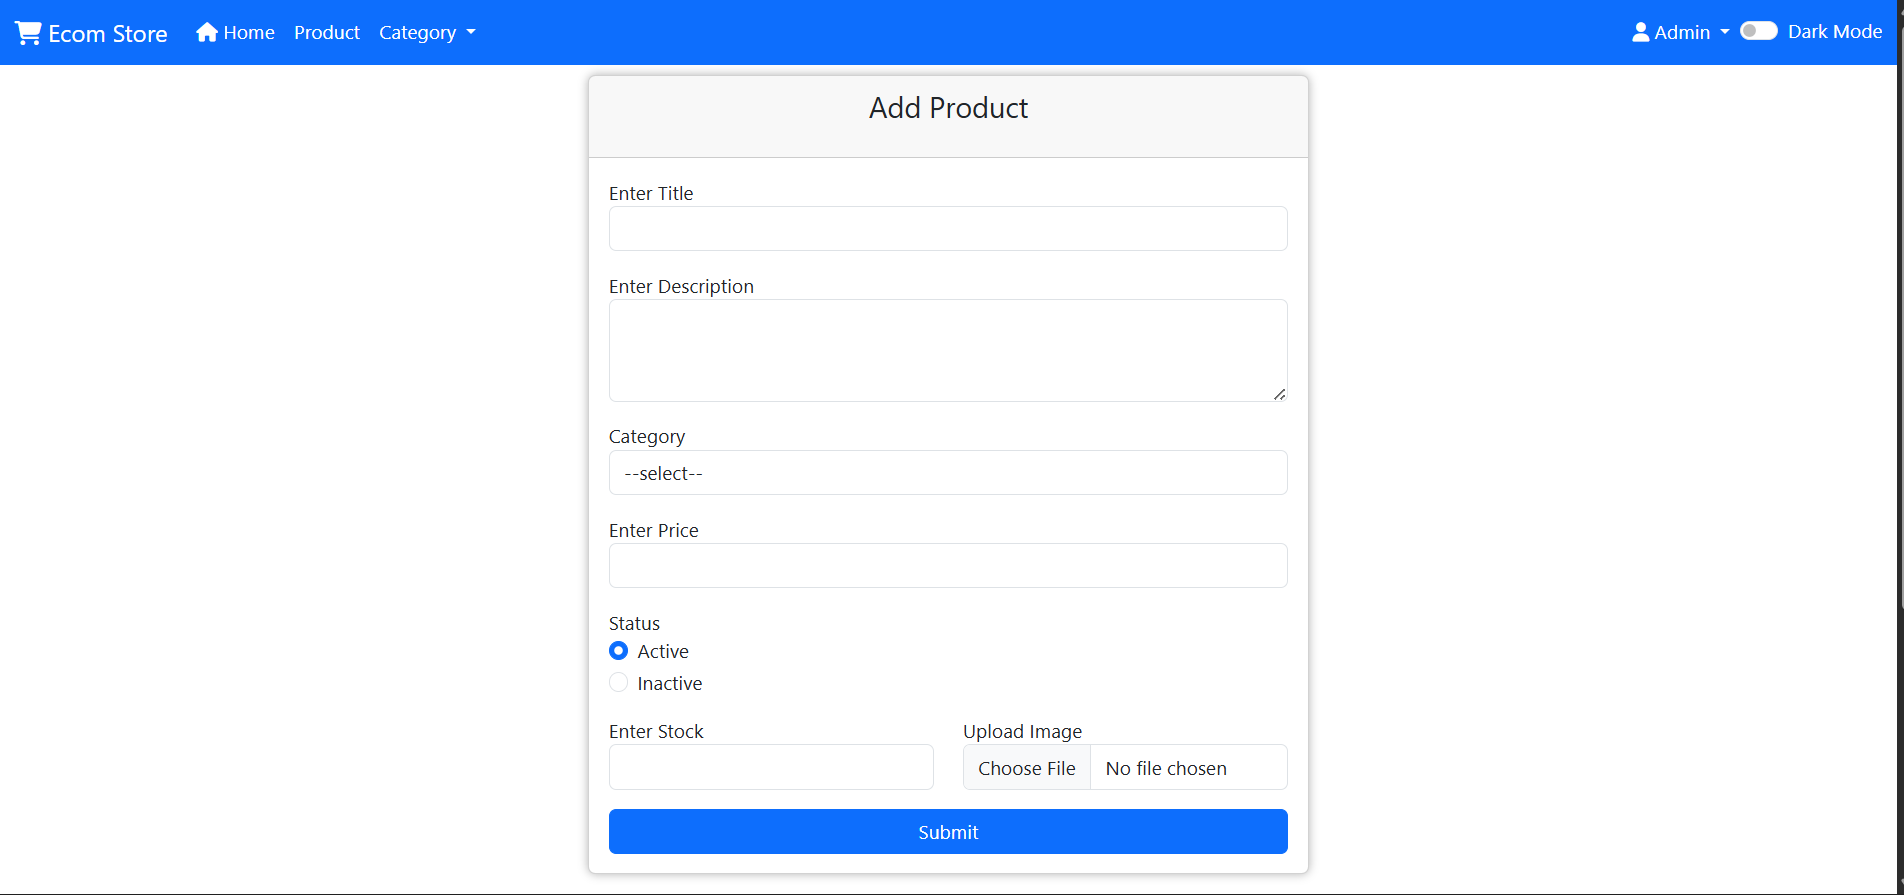 Ecom Store Home Product Category Admin Dark Mode
Add Product
Enter Title
Enter Description
Category
--select--
Enter Price
Status
Active
Inactive
Enter Stock Upload Image
Choose File No file chosen
Submit